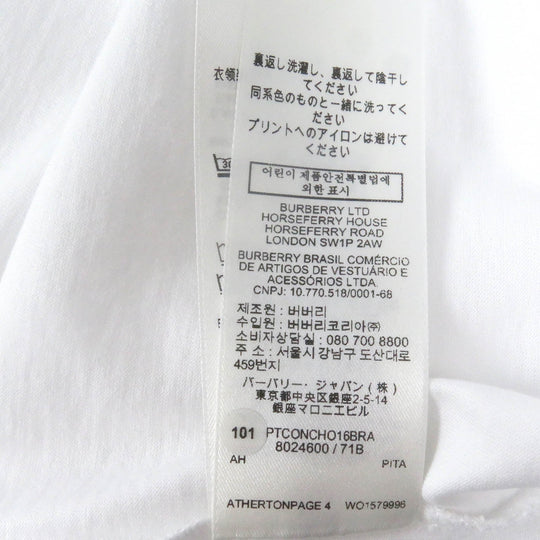 裏返し洗濯し、裏返して陰干し
てください
同系色のものと一緒に洗ってく
ださい
プリントへのアイロンは避けて
ください
어린이 제품안전특별법에
의한 표시
BURBERRY LTD
HORSEFERRY HOUSE
HORSEFERRY ROAD
LONDON SW1P 2AW
BURBERRY BRASIL COMÉRCIO
DE ARTIGOS DE VESTUÁRIO E
ACESSÓRIOS LTDA.
CNPJ: 10.770.518/0001-68
제조원 : 버버리
수입원 : 버버리코리아㈜
소비자상담실 : 080 700 8800
주 소 : 서울시 강남구 도산대로
459번지
バーバリー・ジャパン(株)
東京都中央区銀座2-5-14
銀座マロニエビル
101 PTCONCHO16BRA
8024600 / 71B
AH PITA
ATHERTONPAGE 4 WO1579996
衣領
30